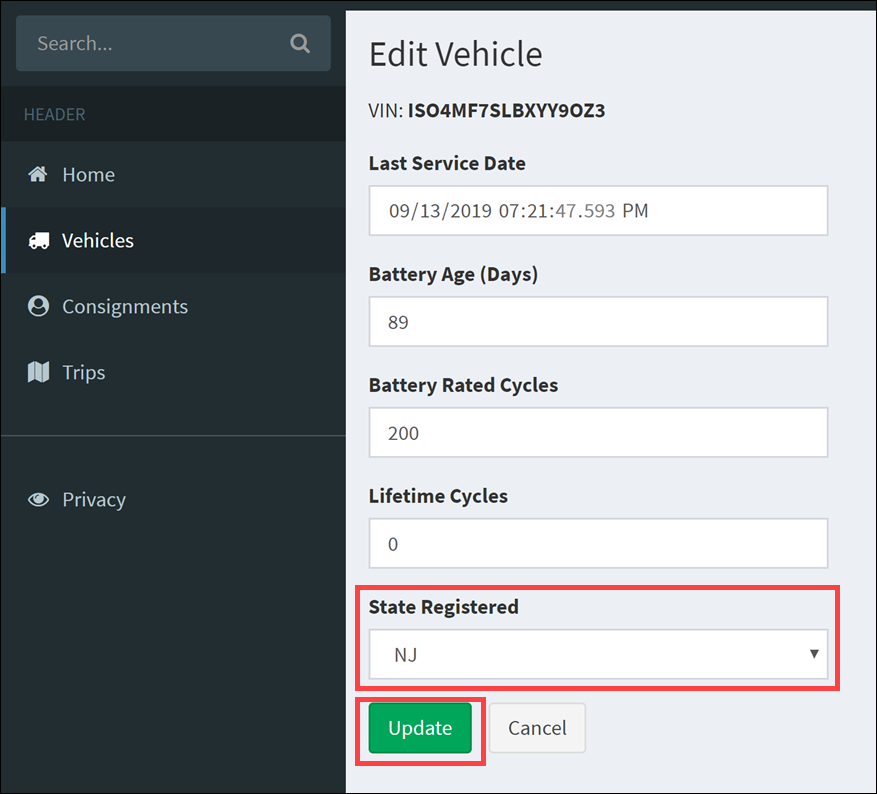 Search...
HEADER
Home
Vehicles
Consignments
Trips
Privacy
Edit Vehicle
VIN: ISO4MF7SLBXYY9OZ3
Last Service Date
09/13/2019 07:21:47.593 PM
Battery Age (Days)
89
Battery Rated Cycles
200
Lifetime Cycles
0
State Registered
NJ
Update Cancel